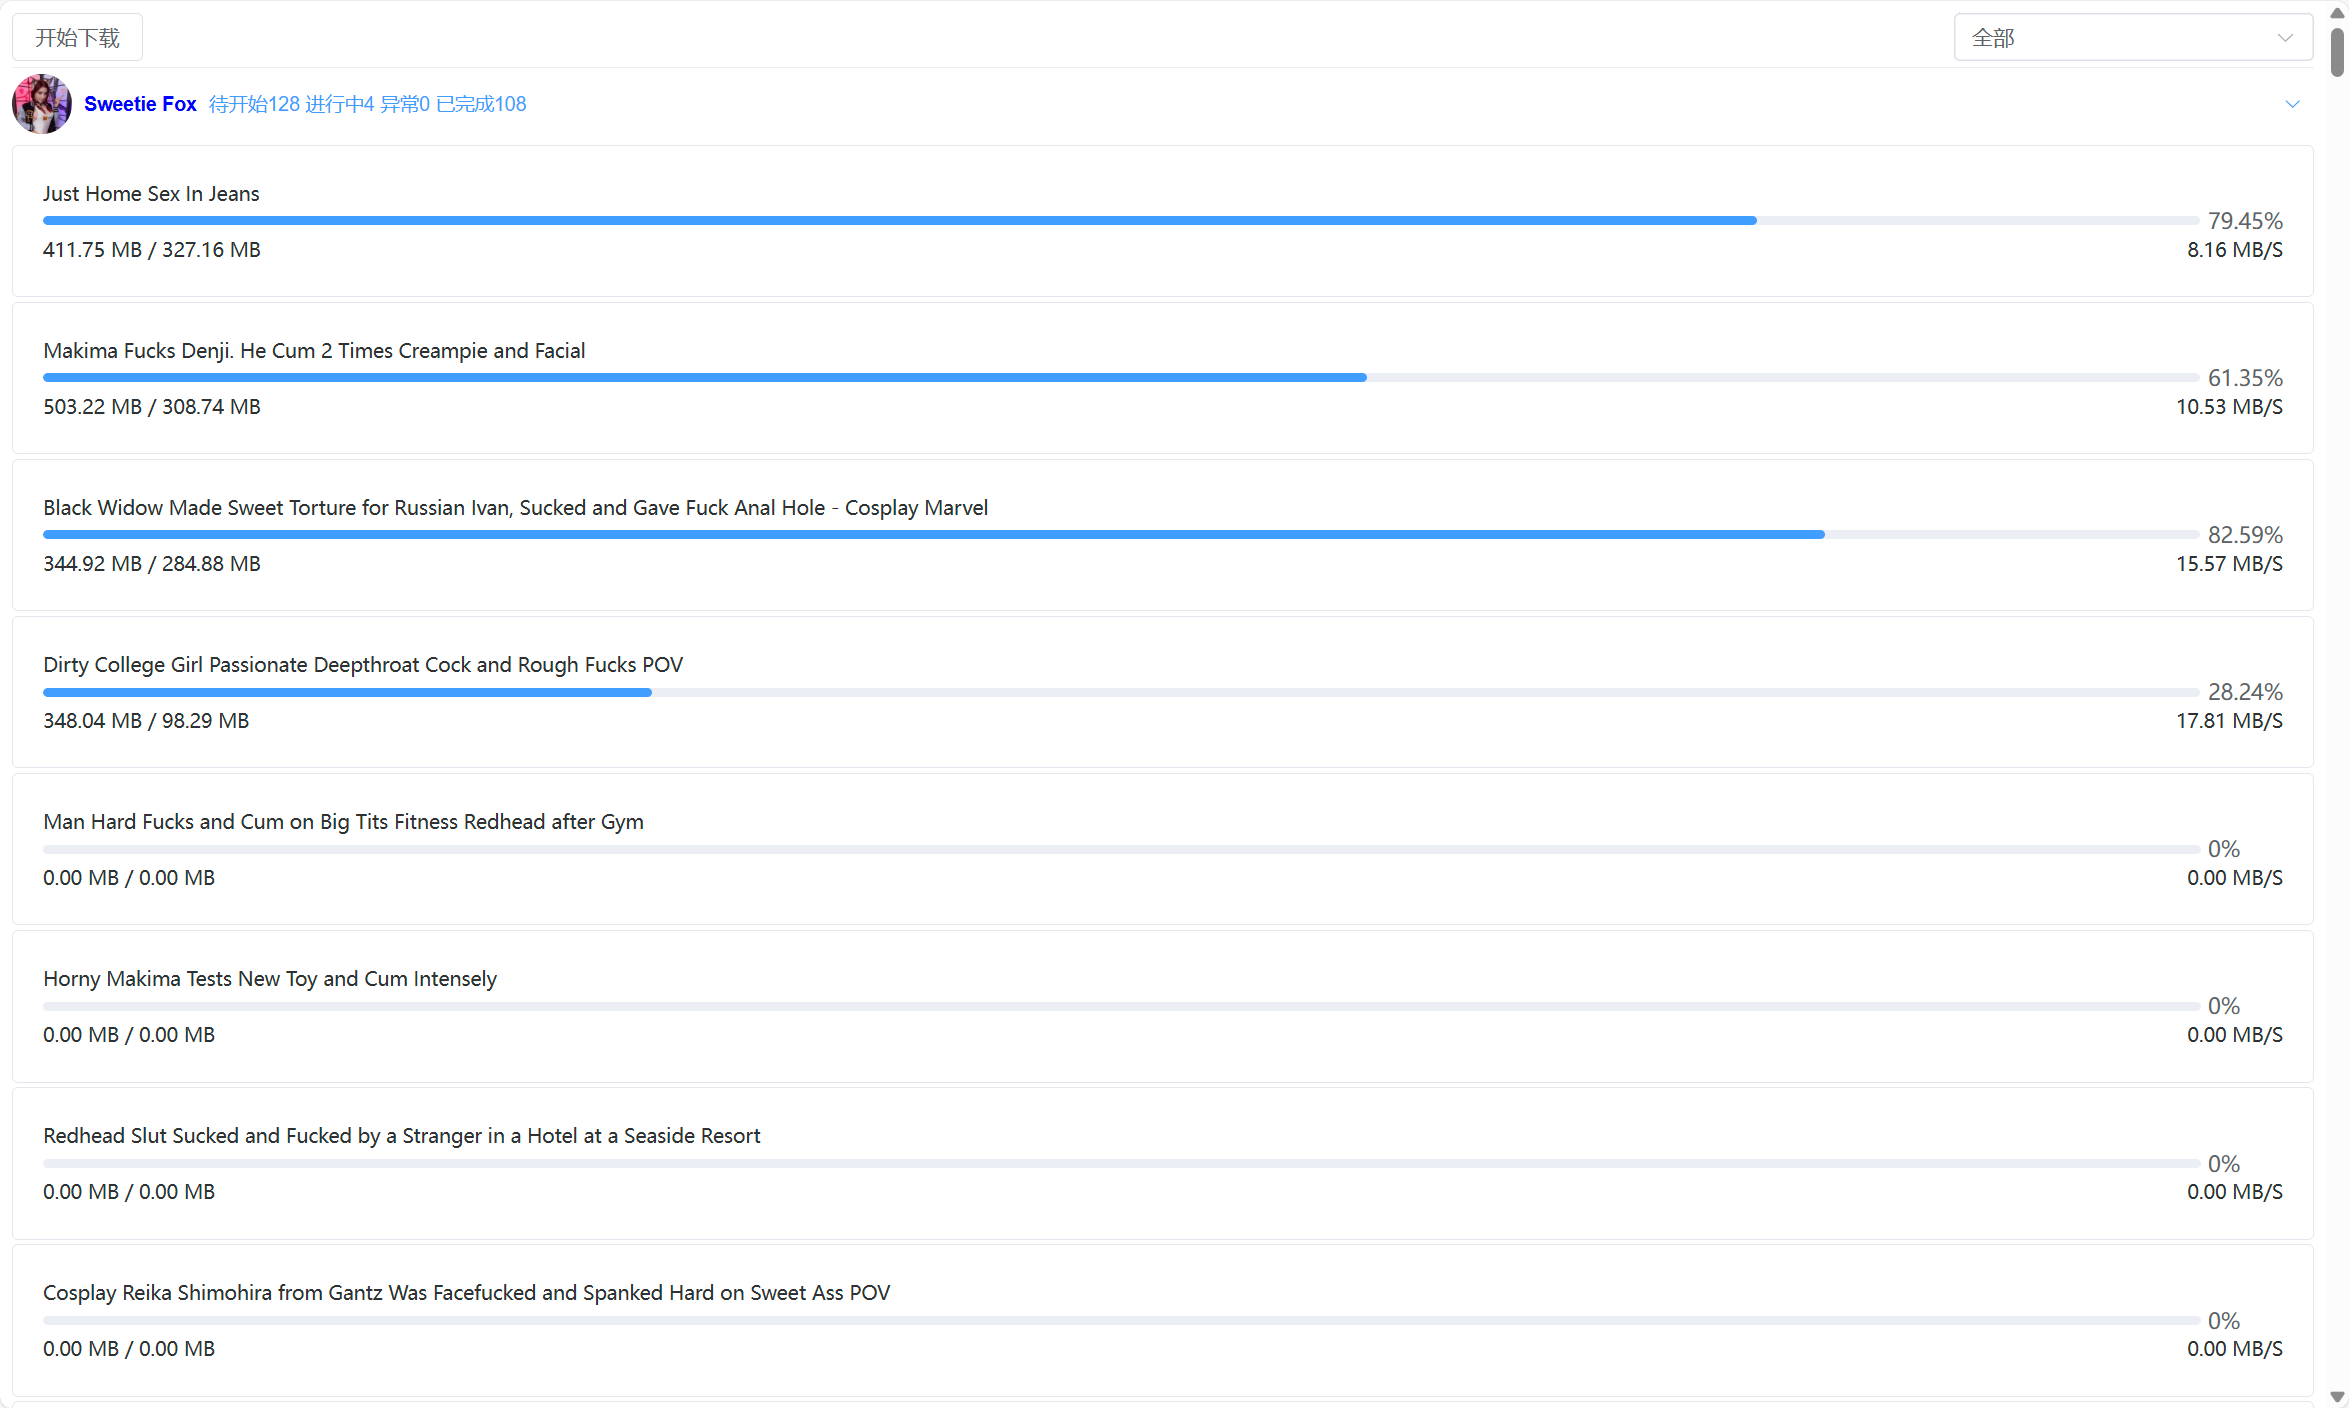 开始下载
全部
Sweetie Fox 待开始128 进行中4 异常0 已完成108
Just Home Sex In Jeans
79.45%
411.75 MB / 327.16 MB
8.16 MB/S
Makima Fucks Denji. He Cum 2 Times Creampie and Facial
61.35%
503.22 MB / 308.74 MB
10.53 MB/S
Black Widow Made Sweet Torture for Russian Ivan, Sucked and Gave Fuck Anal Hole - Cosplay Marvel
82.59%
344.92 MB / 284.88 MB
15.57 MB/S
Dirty College Girl Passionate Deepthroat Cock and Rough Fucks POV
28.24%
348.04 MB / 98.29 MB
17.81 MB/S
Man Hard Fucks and Cum on Big Tits Fitness Redhead after Gym
0%
0.00 MB / 0.00 MB
0.00 MB/S
Horny Makima Tests New Toy and Cum Intensely
0%
0.00 MB / 0.00 MB
0.00 MB/S
Redhead Slut Sucked and Fucked by a Stranger in a Hotel at a Seaside Resort
0%
0.00 MB / 0.00 MB
0.00 MB/S
Cosplay Reika Shimohira from Gantz Was Facefucked and Spanked Hard on Sweet Ass POV
0%
0.00 MB / 0.00 MB
0.00 MB/S